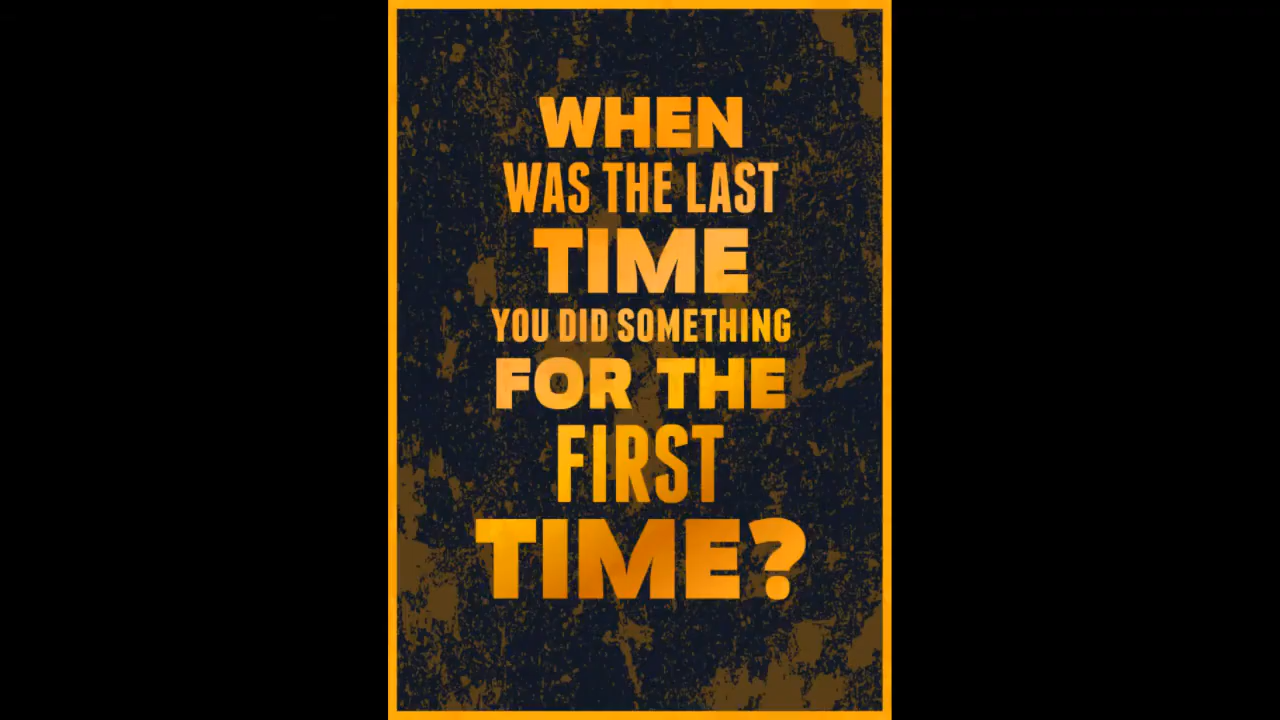 WHEN
WAS THE LAST
TIME
YOU DID SOMETHING
FOR THE
FIRST
TIME?